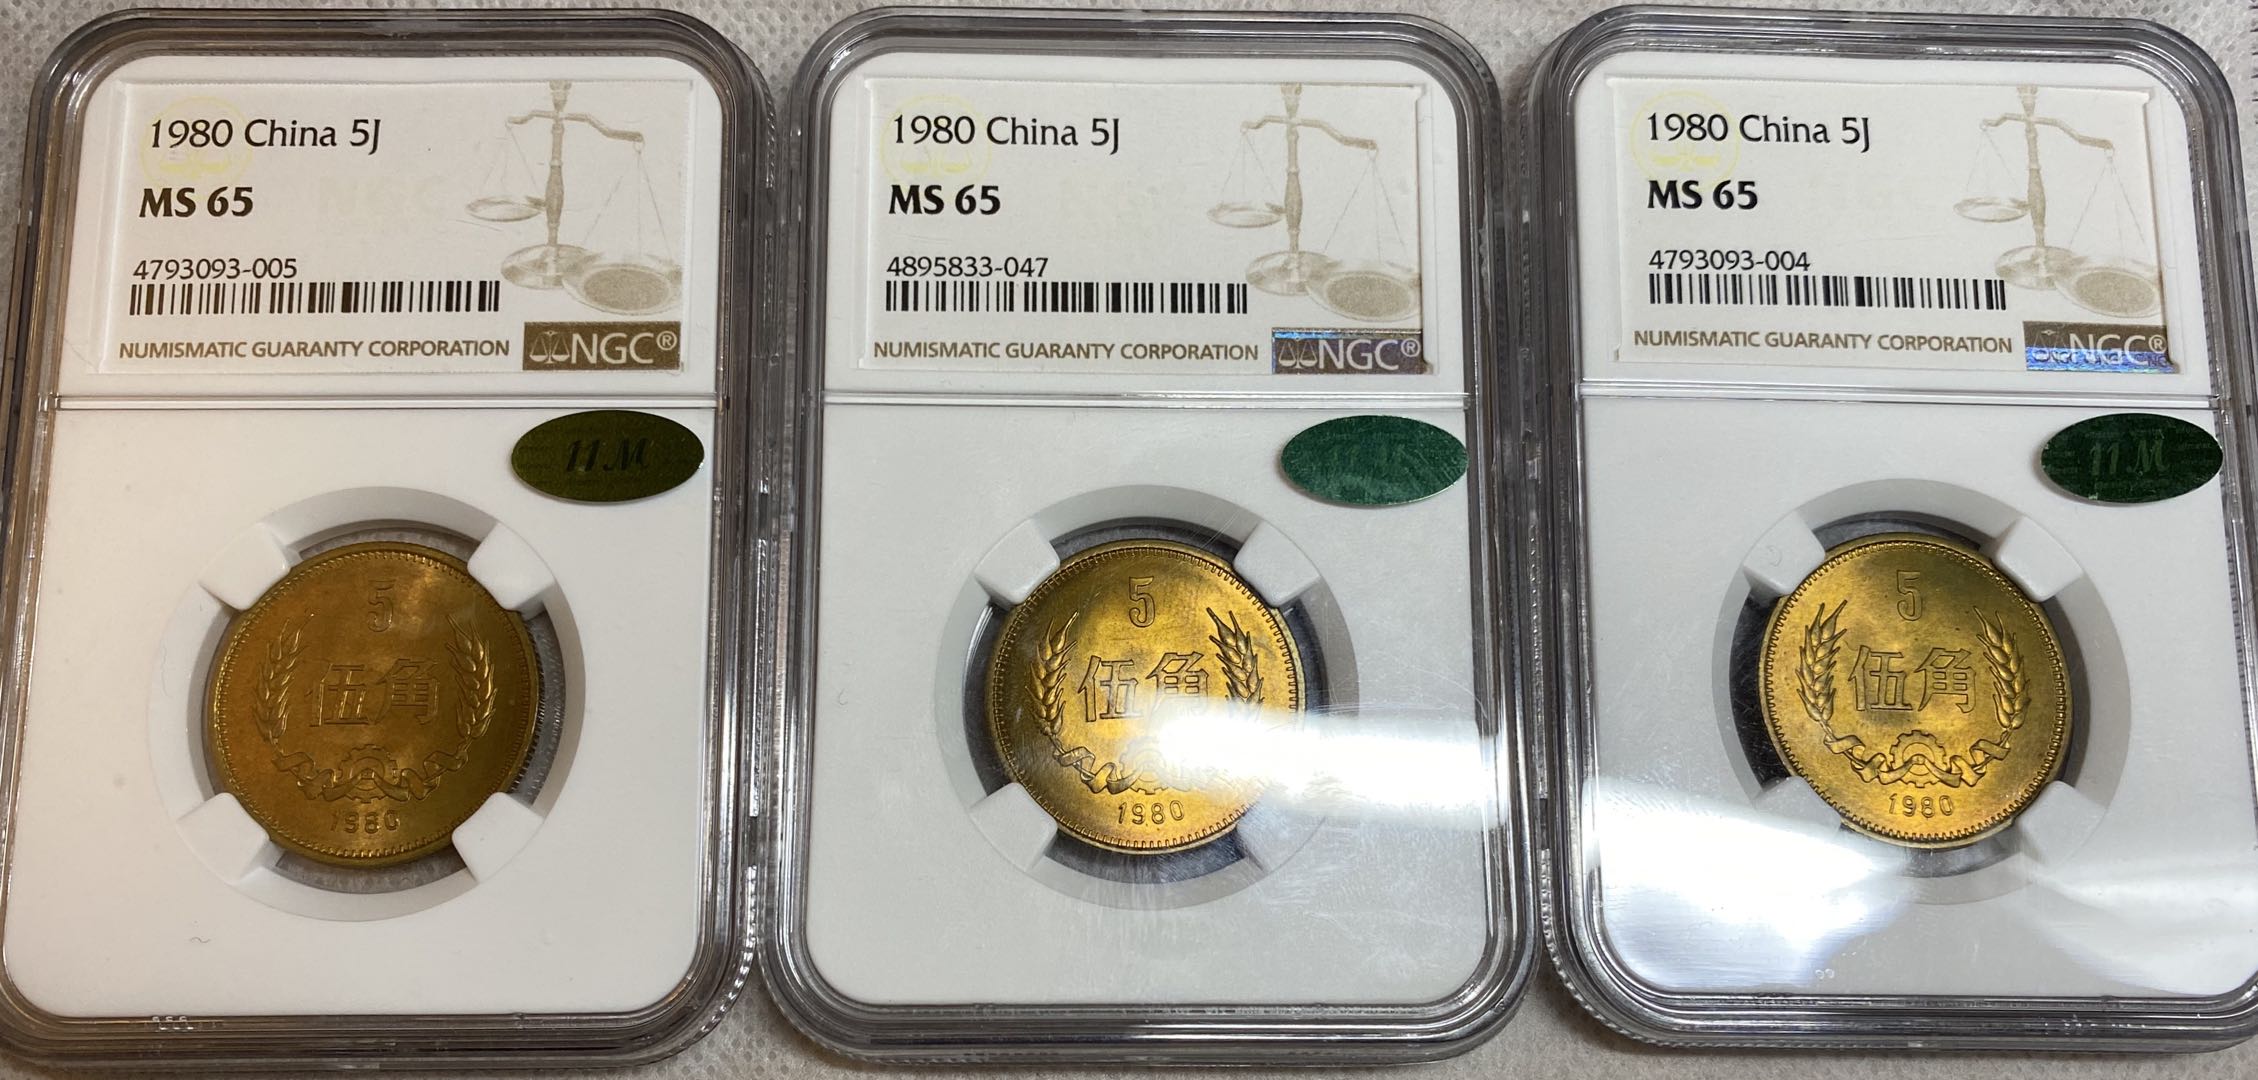 1980 China 5J
MS 65
4793093-005
NUMISMATIC GUARANTY CORPORATION
NGC®
11M
5
伍角
1980
1980 China 5J
MS 65
4895833-047
NUMISMATIC GUARANTY CORPORATION
NGC®
11M
5
伍角
1980
1980 China 5J
MS 65
4793093-004
NUMISMATIC GUARANTY CORPORATION
NGC®
11M
5
伍角
1980